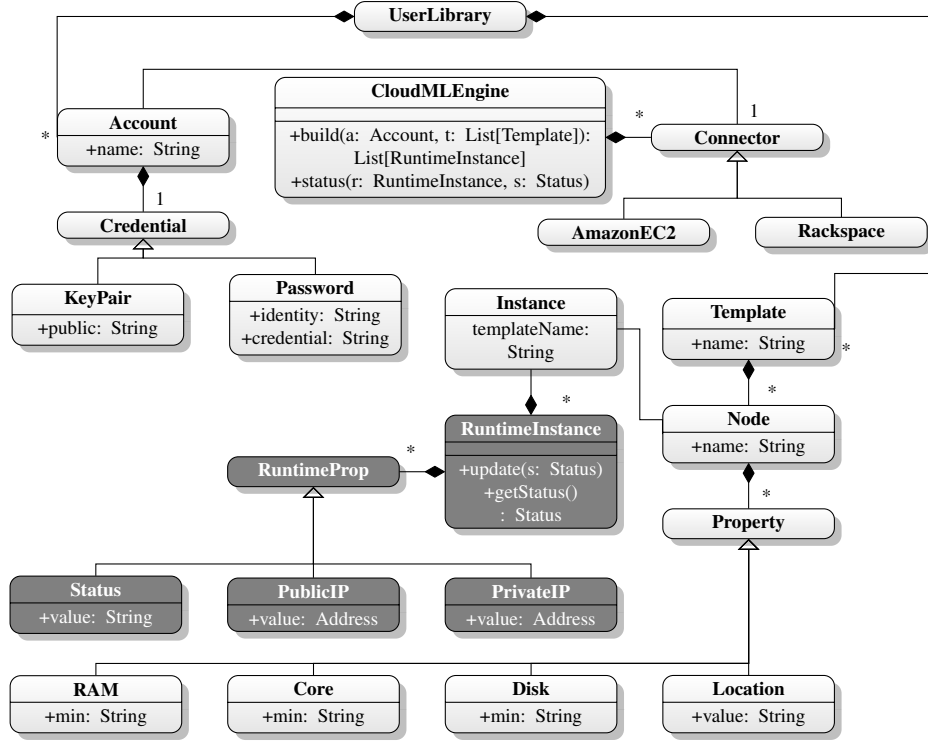 UserLibrary
*
Account
+name: String
1
Credential
CloudMLEngine
+build(a: Account, t: List[Template]):
List[RuntimeInstance]
+status(r: RuntimeInstance, s: Status)
*
1
Connector
AmazonEC2
Rackspace
KeyPair
+public: String
Password
+identity: String
+credential: String
Instance
templateName:
String
Template
+name: String
*
*
*
Node
+name: String
*
RuntimeInstance
+update(s: Status)
+getStatus()
: Status
*
RuntimeProp
Property
Status
+value: String
PublicIP
+value: Address
PrivateIP
+value: Address
RAM
+min: String
Core
+min: String
Disk
+min: String
Location
+value: String